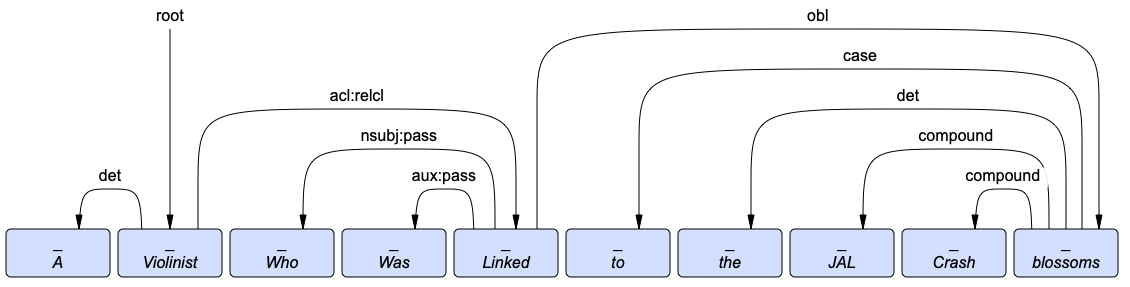 root
obl
case
acl:relcl
det
nsubj:pass
compound
det
aux:pass
compound
_ _ _ _ _ _ _ _ _ _
A Violinist Who Was Linked to the JAL Crash blossoms